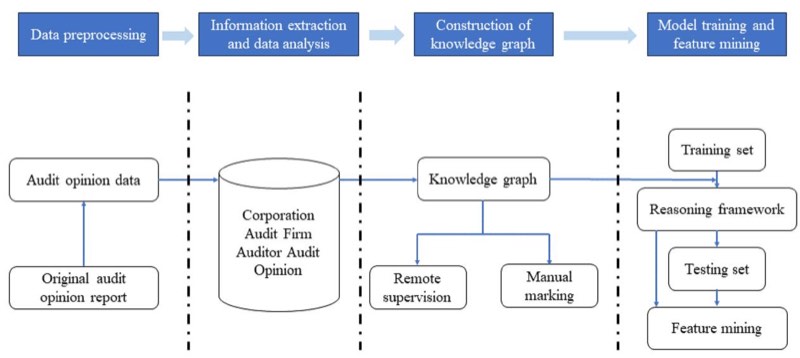 Data preprocessing
Information extraction
and data analysis
Construction of
knowledge graph
Model training and
feature mining
Audit opinion data
Original audit
opinion report
Corporation
Audit Firm
Auditor Audit
Opinion
Knowledge graph
Remote
supervision
Manual
marking
Training set
Reasoning framework
Testing set
Feature mining